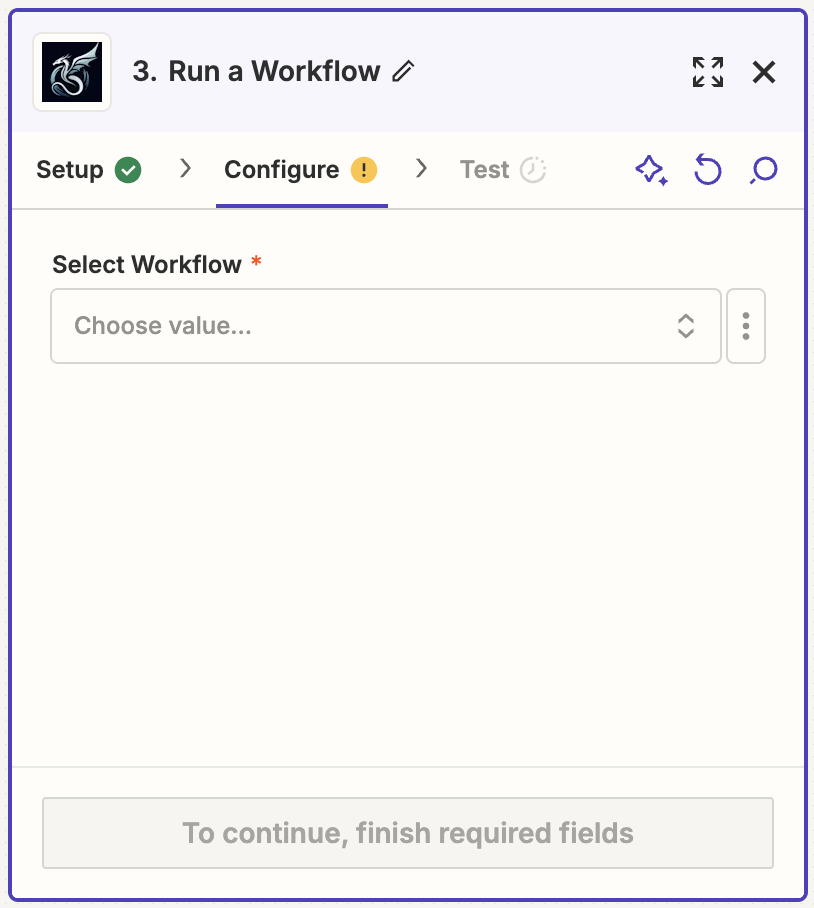 3. Run a Workflow
Setup
Configure
Test
Select Workflow *
Choose value...
To continue, finish required fields